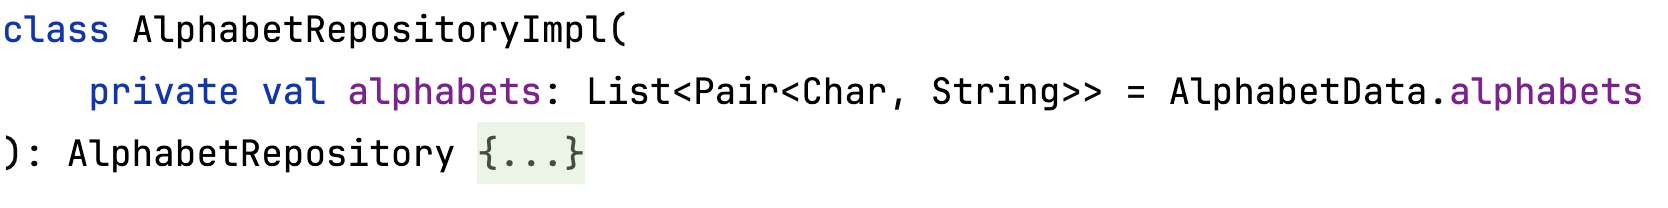 class AlphabetRepositoryImpl(
    private val alphabets: List<Pair<Char, String>> = AlphabetData.alphabets
): AlphabetRepository {...}